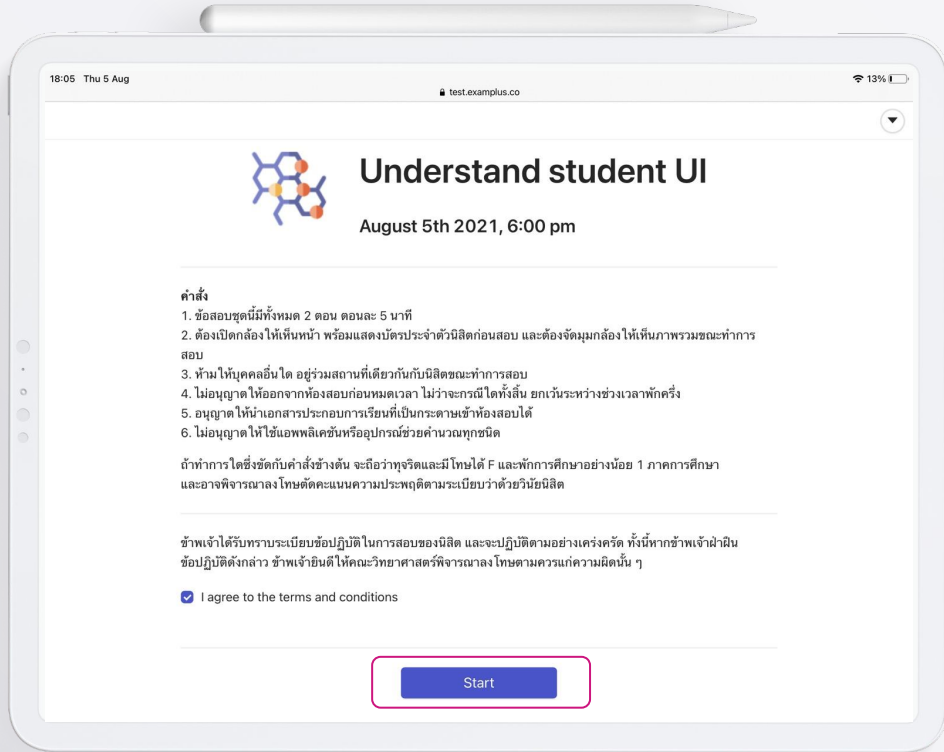 18:05 Thu 5 Aug
13%
test.examplus.co
Understand student UI
August 5th 2021, 6:00 pm
คำสั่ง
1. ข้อสอบชุดนี้มีทั้งหมด 2 ตอน ตอนละ 5 นาที
2. ต้องเปิดกล้องให้เห็นหน้า พร้อมแสดงบัตรประจำตัวนิสิตก่อนสอบ และต้องจัดมุมกล้องให้เห็นภาพรวมขณะทำการ
สอบ
3. ห้ามให้บุคคลอื่นใด อยู่ร่วมสถานที่เดียวกันกับนิสิตขณะทำการสอบ
4. ไม่อนุญาตให้ออกจากห้องสอบก่อนหมดเวลา ไม่ว่าจะกรณีใดทั้งสิ้น ยกเว้นระหว่างช่วงเวลาพักครึ่ง
5. อนุญาตให้นำเอกสารประกอบการเรียนที่เป็นกระดาษเข้าห้องสอบได้
6. ไม่อนุญาตให้ใช้แอพพลิเคชันหรืออุปกรณ์ช่วยคำนวณทุกชนิด
ถ้าทำการใดซึ่งขัดกับคำสั่งข้างต้น จะถือว่าทุจริตและมีโทษได้ F และพักการศึกษาอย่างน้อย 1 ภาคการศึกษา
และอาจพิจารณาลงโทษตัดคะแนนความประพฤติตามระเบียบว่าด้วยวินัยนิสิต
ข้าพเจ้าได้รับทราบระเบียบข้อปฏิบัติในการสอบของนิสิต และจะปฏิบัติตามอย่างเคร่งครัด ทั้งนี้หากข้าพเจ้าฝ่าฝืน
ข้อปฏิบัติดังกล่าว ข้าพเจ้ายินดีให้คณะวิทยาศาสตร์พิจารณาลงโทษตามควรแก่ความผิดนั้น ๆ
I agree to the terms and conditions
Start